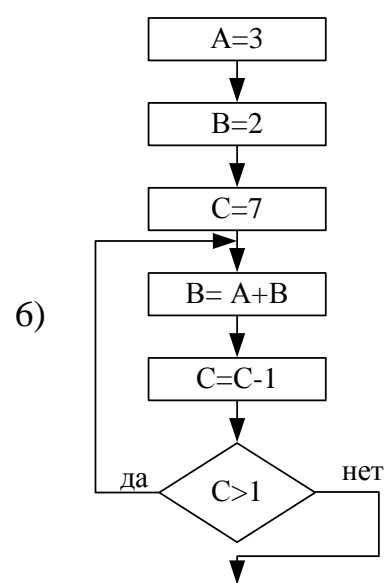 A=3
B=2
C=7
б)
B= A+B
C=C-1
да
C>1
нет